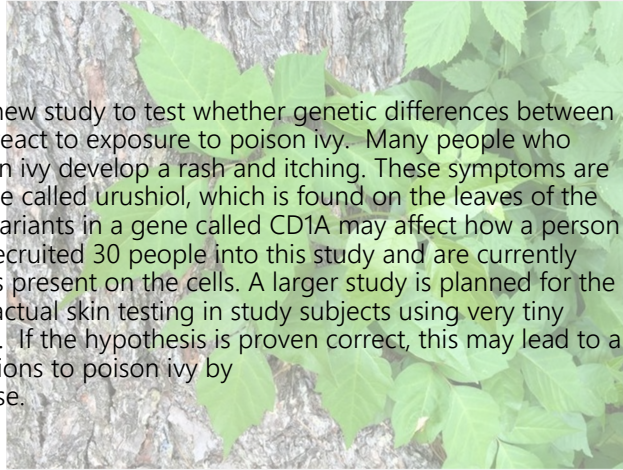 new study to test whether genetic differences between
eact to exposure to poison ivy. Many people who
n ivy develop a rash and itching. These symptoms are
e called urushiol, which is found on the leaves of the
ariants in a gene called CD1A may affect how a person
ecruited 30 people into this study and are currently
s present on the cells. A larger study is planned for the
actual skin testing in study subjects using very tiny
. If the hypothesis is proven correct, this may lead to a
ions to poison ivy by
se.